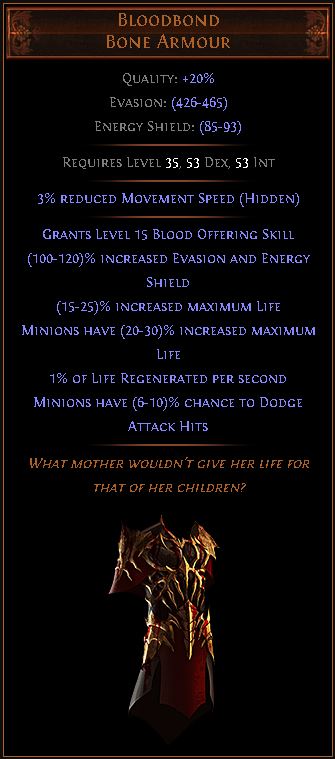 Bloodbond
Bone Armour
Quality: +20%
Evasion: (426-465)
Energy Shield: (85-93)
Requires Level 35, 53 Dex, 53 Int
3% reduced Movement Speed (Hidden)
Grants Level 15 Blood Offering Skill
(100-120)% increased Evasion and Energy
Shield
(15-25)% increased maximum Life
Minions have (20-30)% increased maximum
Life
1% of Life Regenerated per second
Minions have (6-10)% chance to Dodge
Attack Hits
What mother wouldn't give her life for
that of her children?